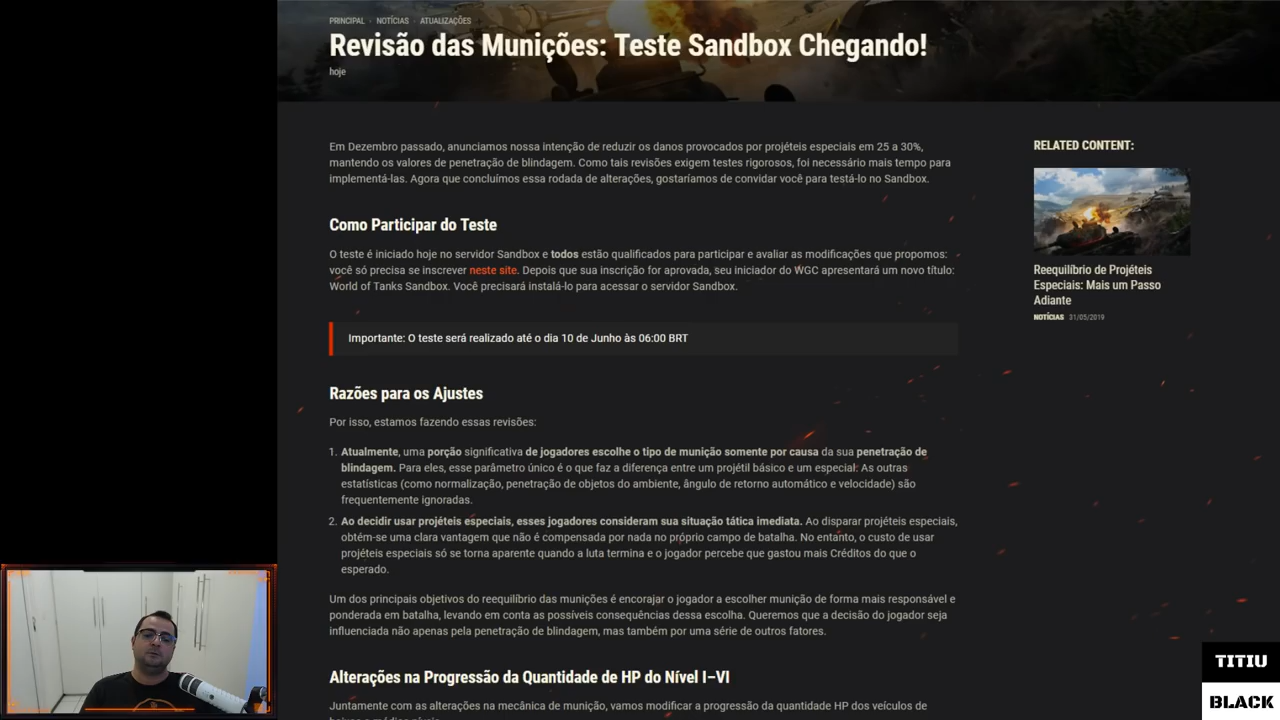 PRINCIPAL › NOTÍCIAS › ATUALIZAÇÕES
Revisão das Munições: Teste Sandbox Chegando!
hoje
Em Dezembro passado, anunciamos nossa intenção de reduzir os danos provocados por projéteis especiais em 25 a 30%,
mantendo os valores de penetração de blindagem. Como tais revisões exigem testes rigorosos, foi necessário mais tempo para
implementá-las. Agora que concluímos essa rodada de alterações, gostaríamos de convidar você para testá-lo no Sandbox.
Como Participar do Teste
O teste é iniciado hoje no servidor Sandbox e todos estão qualificados para participar e avaliar as modificações que propomos:
você só precisa se inscrever neste site. Depois que sua inscrição for aprovada, seu iniciador do WGC apresentará um novo título:
World of Tanks Sandbox. Você precisará instalá-lo para acessar o servidor Sandbox.
Importante: O teste será realizado até o dia 10 de Junho às 06:00 BRT
Razões para os Ajustes
Por isso, estamos fazendo essas revisões:
1. Atualmente, uma porção significativa de jogadores escolhe o tipo de munição somente por causa da sua penetração de
blindagem. Para eles, esse parâmetro único é o que faz a diferença entre um projétil básico e um especial. As outras
estatísticas (como normalização, penetração de objetos do ambiente, ângulo de retorno automático e velocidade) são
frequentemente ignoradas.
2. Ao decidir usar projéteis especiais, esses jogadores consideram sua situação tática imediata. Ao disparar projéteis especiais,
obtém-se uma clara vantagem que não é compensada por nada no próprio campo de batalha. No entanto, o custo de usar
projéteis especiais só se torna aparente quando a luta termina e o jogador percebe que gastou mais Créditos do que o
esperado.
Um dos principais objetivos do reequilíbrio das munições é encorajar o jogador a escolher munição de forma mais responsável e
ponderada em batalha, levando em conta as possíveis consequências dessa escolha. Queremos que a decisão do jogador seja
influenciada não apenas pela penetração de blindagem, mas também por uma série de outros fatores.
Alterações na Progressão da Quantidade de HP do Nível I–VI
Juntamente com as alterações na mecânica de munição, vamos modificar a progressão da quantidade HP dos veículos de
RELATED CONTENT:
Reequilíbrio de Projéteis
Especiais: Mais um Passo
Adiante
NOTÍCIAS 31/05/2019
TITIU
BLACK